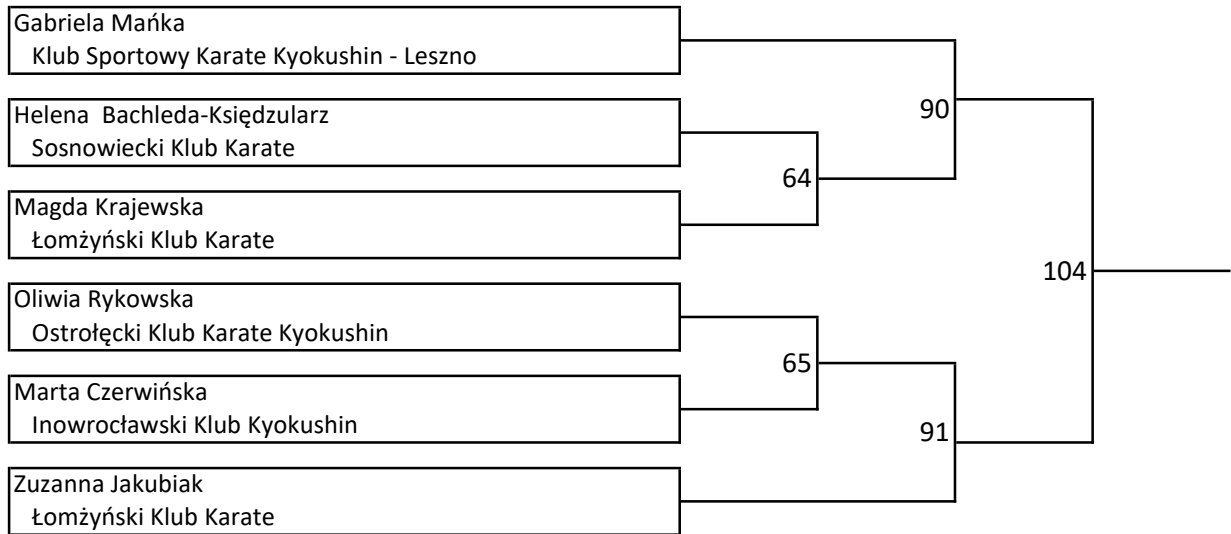 Gabriela Mańka
Klub Sportowy Karate Kyokushin - Leszno
90
Helena  Bachleda-Księdzularz
Sosnowiecki Klub Karate
64
Magda Krajewska
Łomżyński Klub Karate
104
Oliwia Rykowska
Ostrołęcki Klub Karate Kyokushin
65
Marta Czerwińska
Inowrocławski Klub Kyokushin
91
Zuzanna Jakubiak
Łomżyński Klub Karate